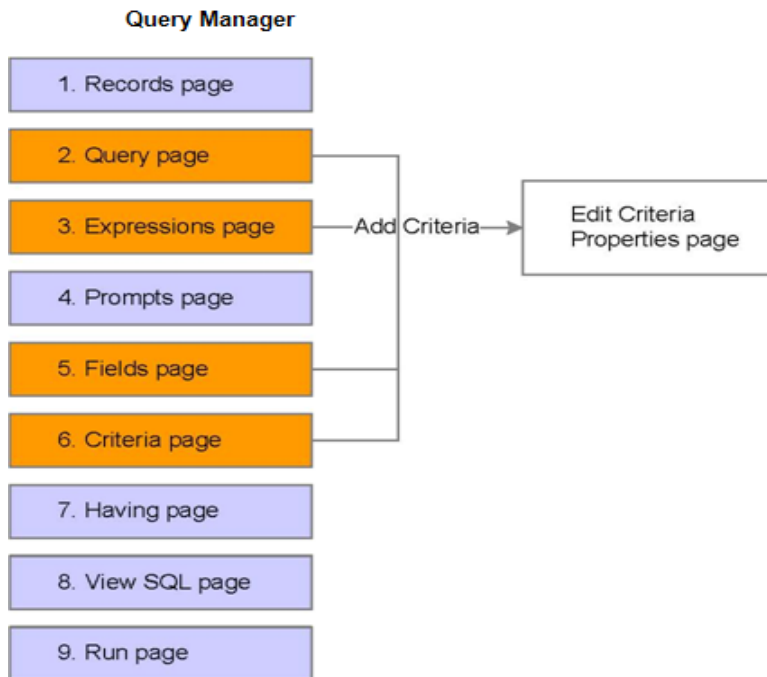 Query Manager
1. Records page
2. Query page
3. Expressions page
Add Criteria
Edit Criteria
Properties page
4. Prompts page
5. Fields page
6. Criteria page
7. Having page
8. View SQL page
9. Run page